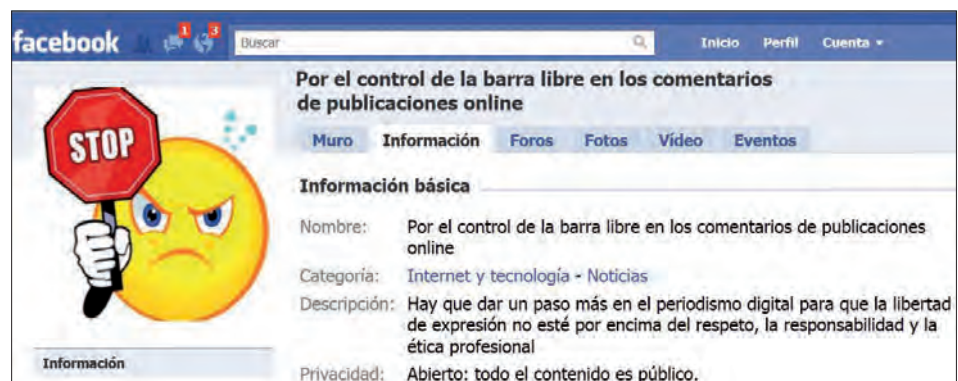 facebook 1 3 Buscar Inicio Perfil Cuenta
Por el control de la barra libre en los comentarios
de publicaciones online
Muro Información Foros Fotos Vídeo Eventos
STOP
Información básica
Nombre: Por el control de la barra libre en los comentarios de publicaciones
online
Categoría: Internet y tecnología - Noticias
Descripción: Hay que dar un paso más en el periodismo digital para que la libertad
de expresión no esté por encima del respeto, la responsabilidad y la
ética profesional
Información
Privacidad: Abierto: todo el contenido es público.